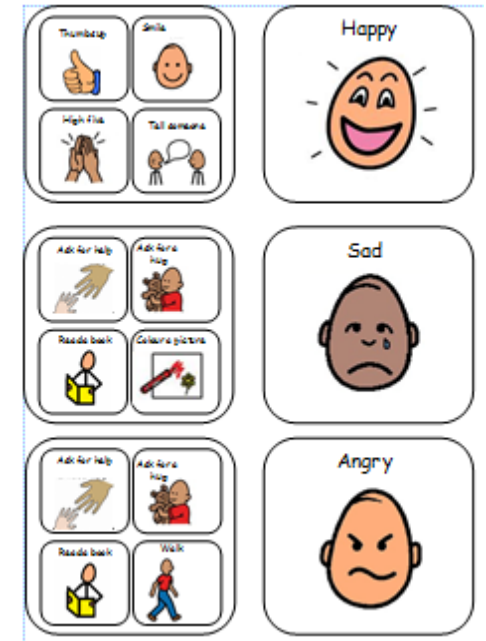 Thumbs up
Smile
Happy
High five
Tell someone
Ask for help
Ask for a
hug
Sad
Read a book
Colour a picture
Ask for help
Ask for a
hug
Angry
Read a book
Walk